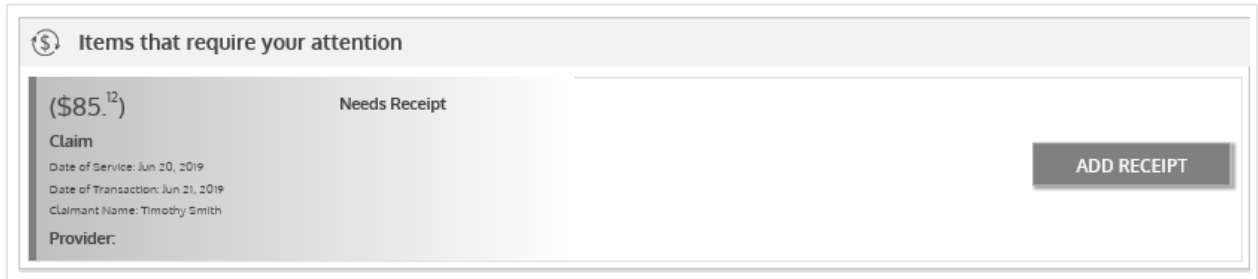 Items that require your attention
($85.12) Needs Receipt
Claim
Date of Service: Jun 20, 2019
Date of Transaction: Jun 21, 2019
ADD RECEIPT
Claimant Name: Timothy Smith
Provider: